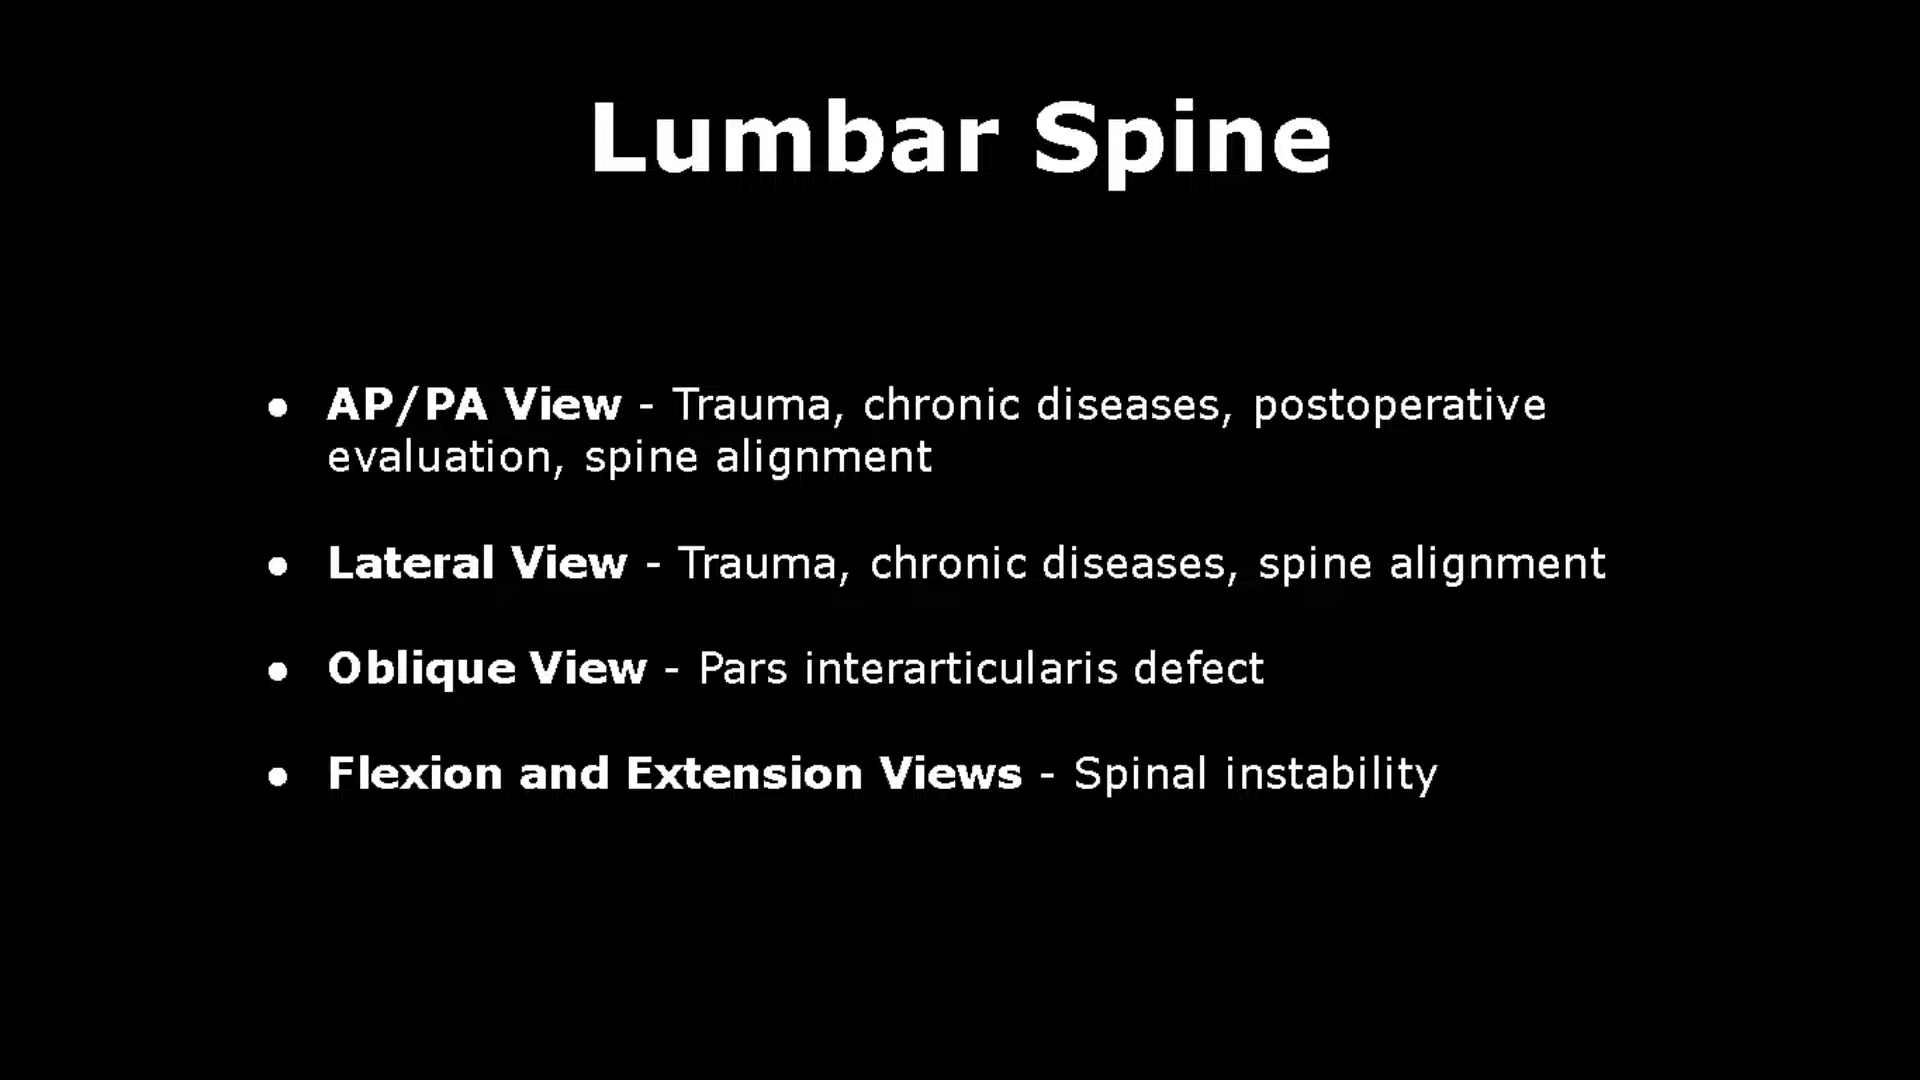 Lumbar Spine
● AP/PA View - Trauma, chronic diseases, postoperative
evaluation, spine alignment
● Lateral View - Trauma, chronic diseases, spine alignment
● Oblique View - Pars interarticularis defect
● Flexion and Extension Views - Spinal instability